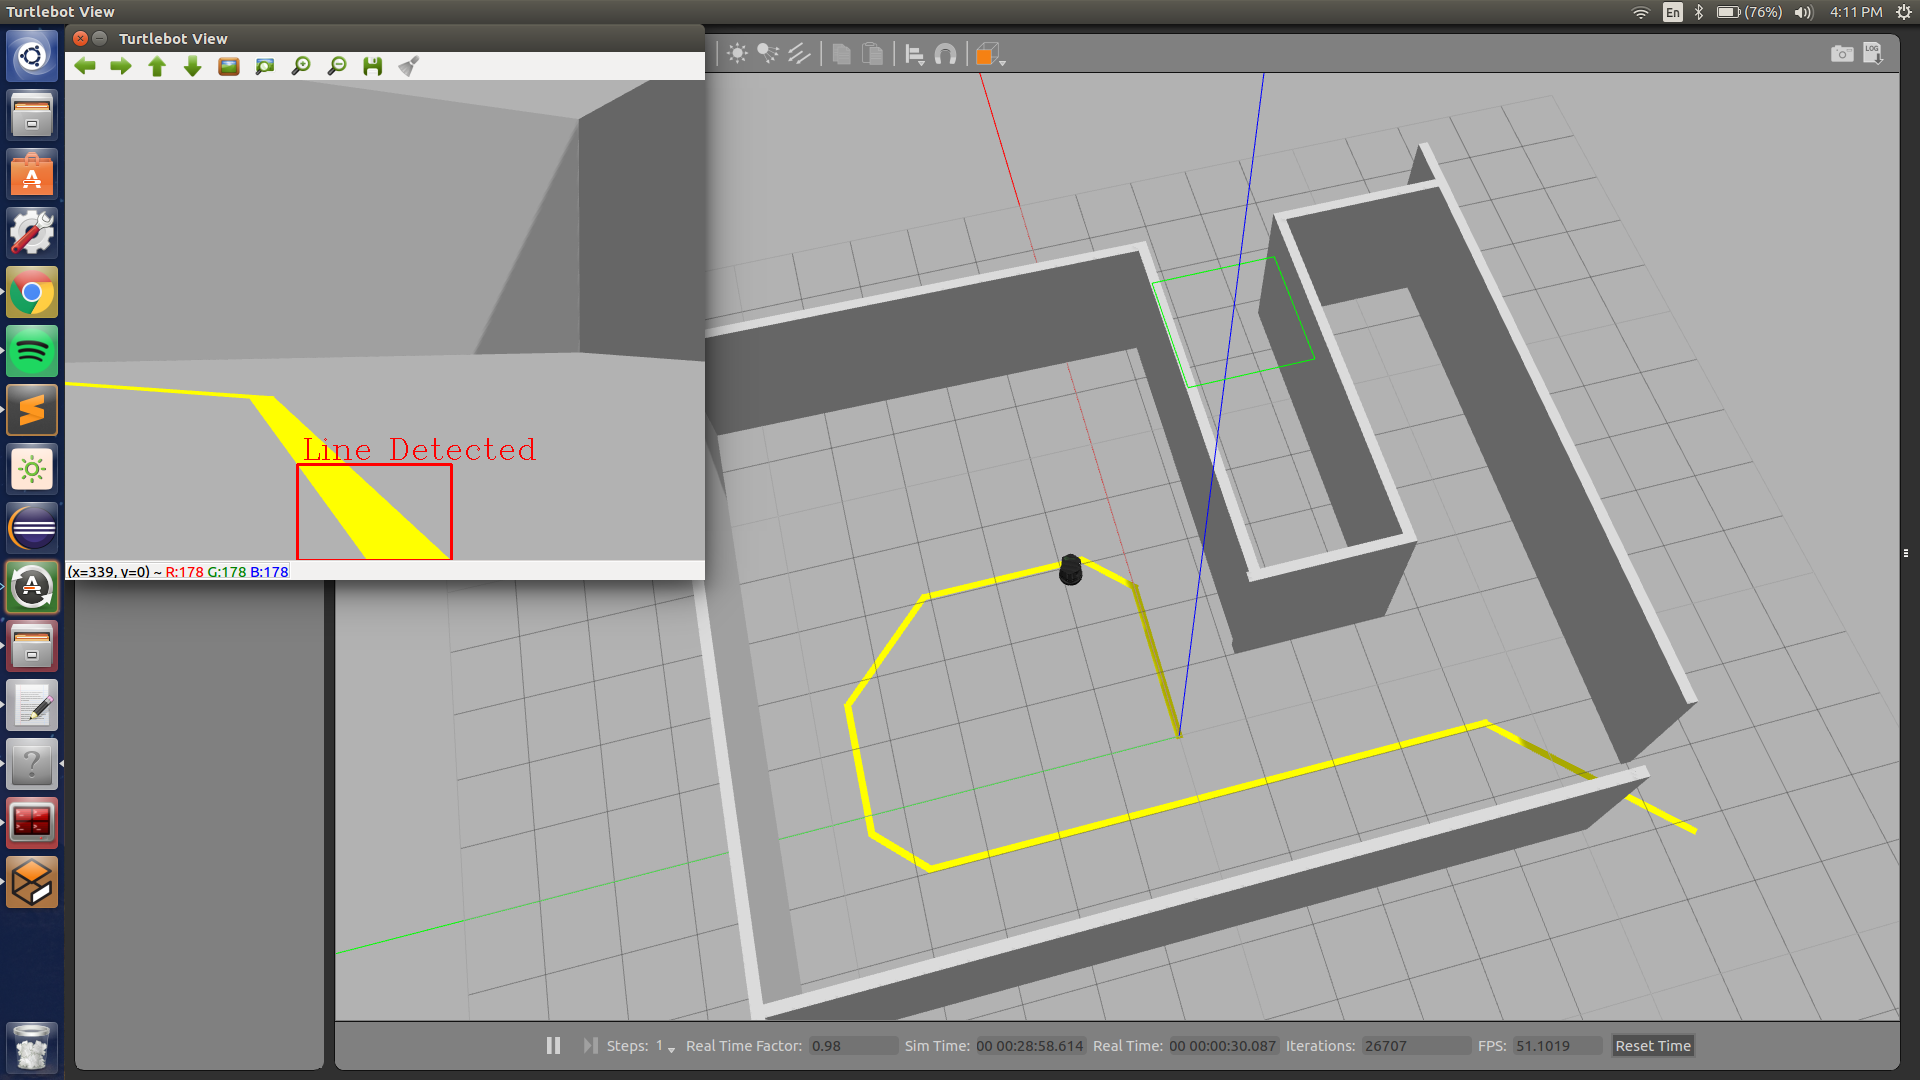 Turtlebot View
En
(76%)
4:11 PM
Turtlebot View
LOG
Line Detected
(x=339, y=0) ~ R:178 G:178 B:178
Steps: 1
Real Time Factor: 0.98
Sim Time: 00 00:28:58.614
Real Time: 00 00:00:30.087
Iterations: 26707
FPS: 51.1019
Reset Time